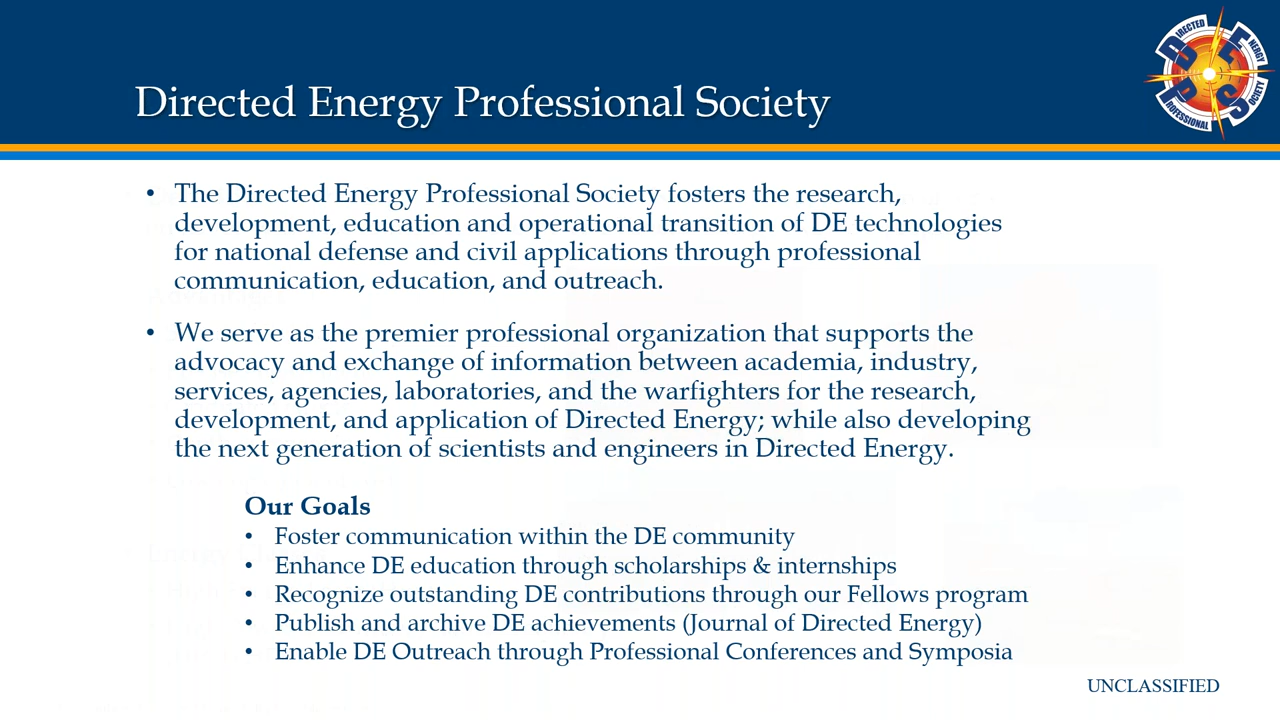 Directed Energy Professional Society
DIRECTED ENERGY
PROFESSIONAL SOCIETY
• The Directed Energy Professional Society fosters the research,
development, education and operational transition of DE technologies
for national defense and civil applications through professional
communication, education, and outreach.
• We serve as the premier professional organization that supports the
advocacy and exchange of information between academia, industry,
services, agencies, laboratories, and the warfighters for the research,
development, and application of Directed Energy; while also developing
the next generation of scientists and engineers in Directed Energy.
Our Goals
• Foster communication within the DE community
• Enhance DE education through scholarships & internships
• Recognize outstanding DE contributions through our Fellows program
• Publish and archive DE achievements (Journal of Directed Energy)
• Enable DE Outreach through Professional Conferences and Symposia
UNCLASSIFIED